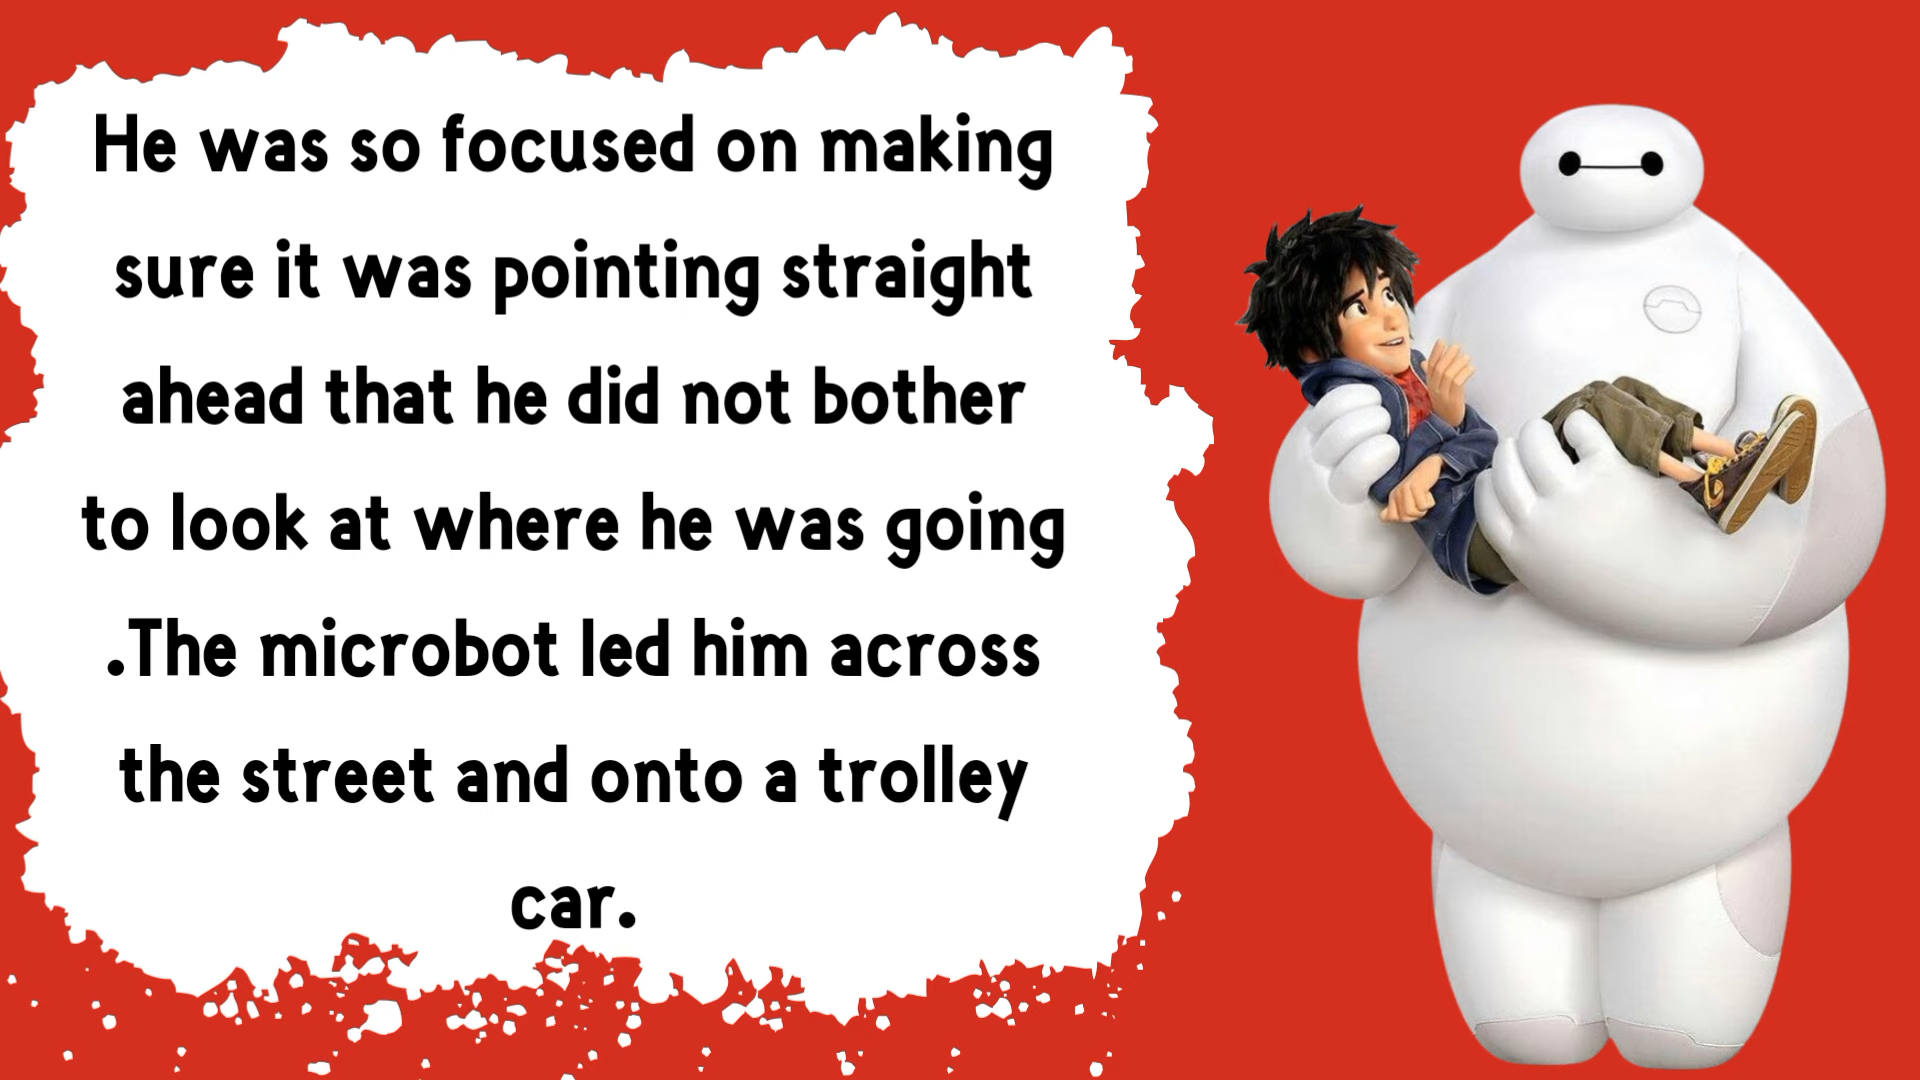 He was so focused on making
sure it was pointing straight
ahead that he did not bother
to look at where he was going
.The microbot led him across
the street and onto a trolley
car.